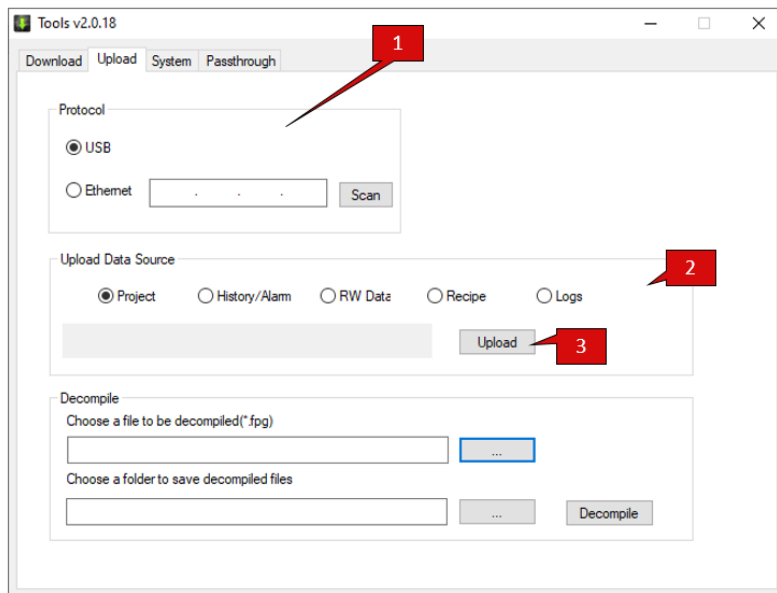 Tools v2.0.18
1
Download Upload System Passthrough
Protocol
USB
Ethernet . . . Scan
Upload Data Source
2
Project History/Alarm RW Data Recipe Logs
Upload 3
Decompile
Choose a file to be decompiled(*.fpg)
...
Choose a folder to save decompiled files
... Decompile